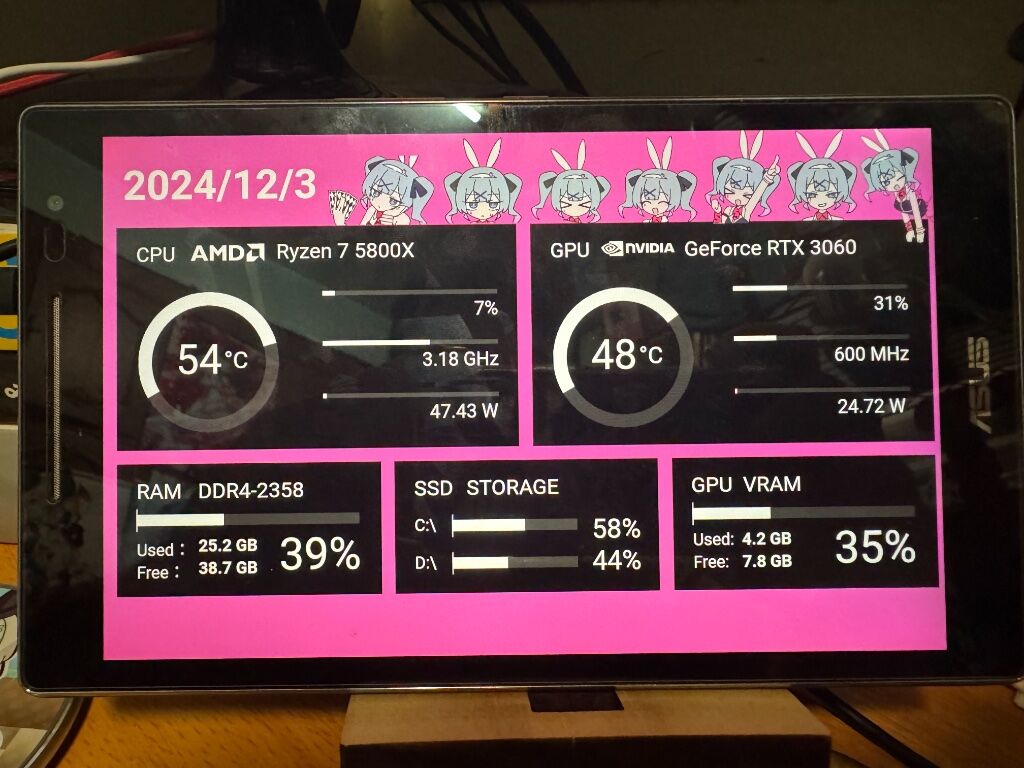 2024/12/3
CPU AMD Ryzen 7 5800X
54°C
7%
3.18 GHz
47.43 W
GPU NVIDIA GeForce RTX 3060
48°C
31%
600 MHz
24.72 W
RAM DDR4-2358
Used : 25.2 GB
Free : 38.7 GB
39%
SSD STORAGE
C:\ 58%
D:\ 44%
GPU VRAM
Used: 4.2 GB
Free: 7.8 GB
35%
ASUS